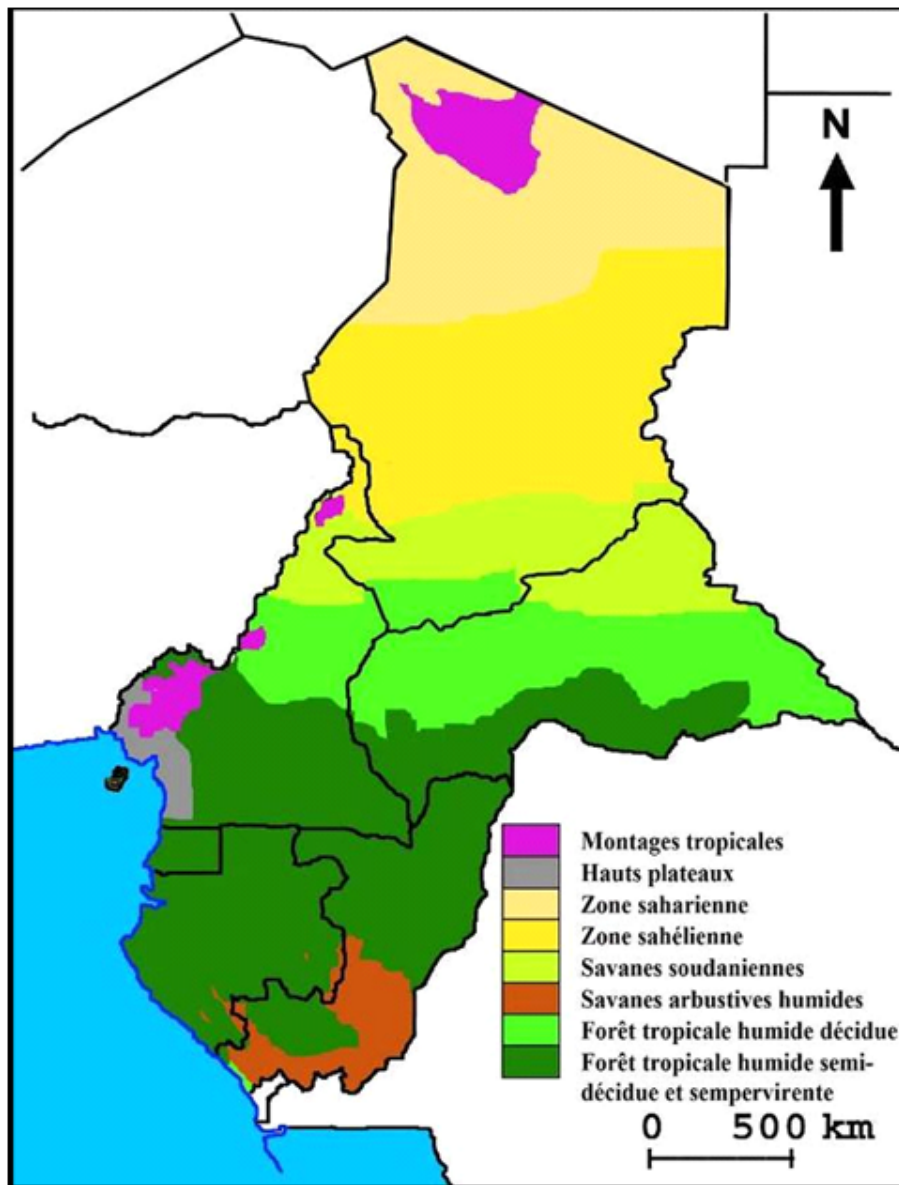 N
Montages tropicales
Hauts plateaux
Zone saharienne
Zone sahélienne
Savanes soudaniennes
Savanes arbustives humides
Forêt tropicale humide décidue
Forêt tropicale humide semi-
décidue et sempervirente
0 500 km